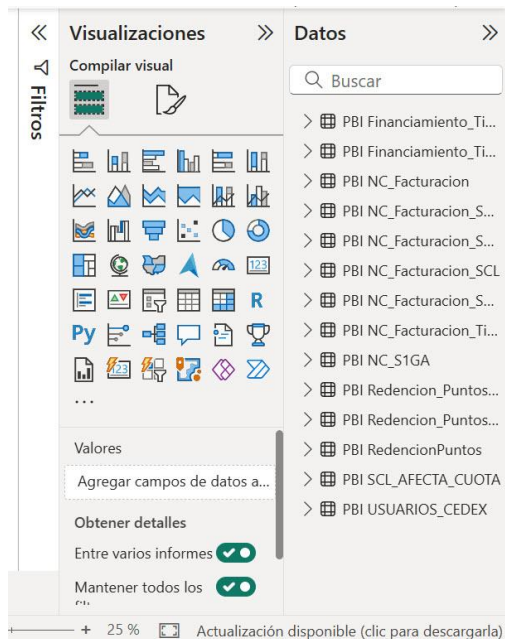 Filtros
Visualizaciones
Compilar visual
123
R
Py
123
...
Valores
Agregar campos de datos a...
Obtener detalles
Entre varios informes
Mantener todos los
Datos
Buscar
PBI Financiamiento_Ti...
PBI Financiamiento_Ti...
PBI NC_Facturacion
PBI NC_Facturacion_S...
PBI NC_Facturacion_S...
PBI NC_Facturacion_SCL
PBI NC_Facturacion_S...
PBI NC_Facturacion_Ti...
PBI NC_S1GA
PBI Redencion_Puntos...
PBI Redencion_Puntos...
PBI RedencionPuntos
PBI SCL_AFECTA_CUOTA
PBI USUARIOS_CEDEX
25 %
Actualización disponible (clic para descargarla)